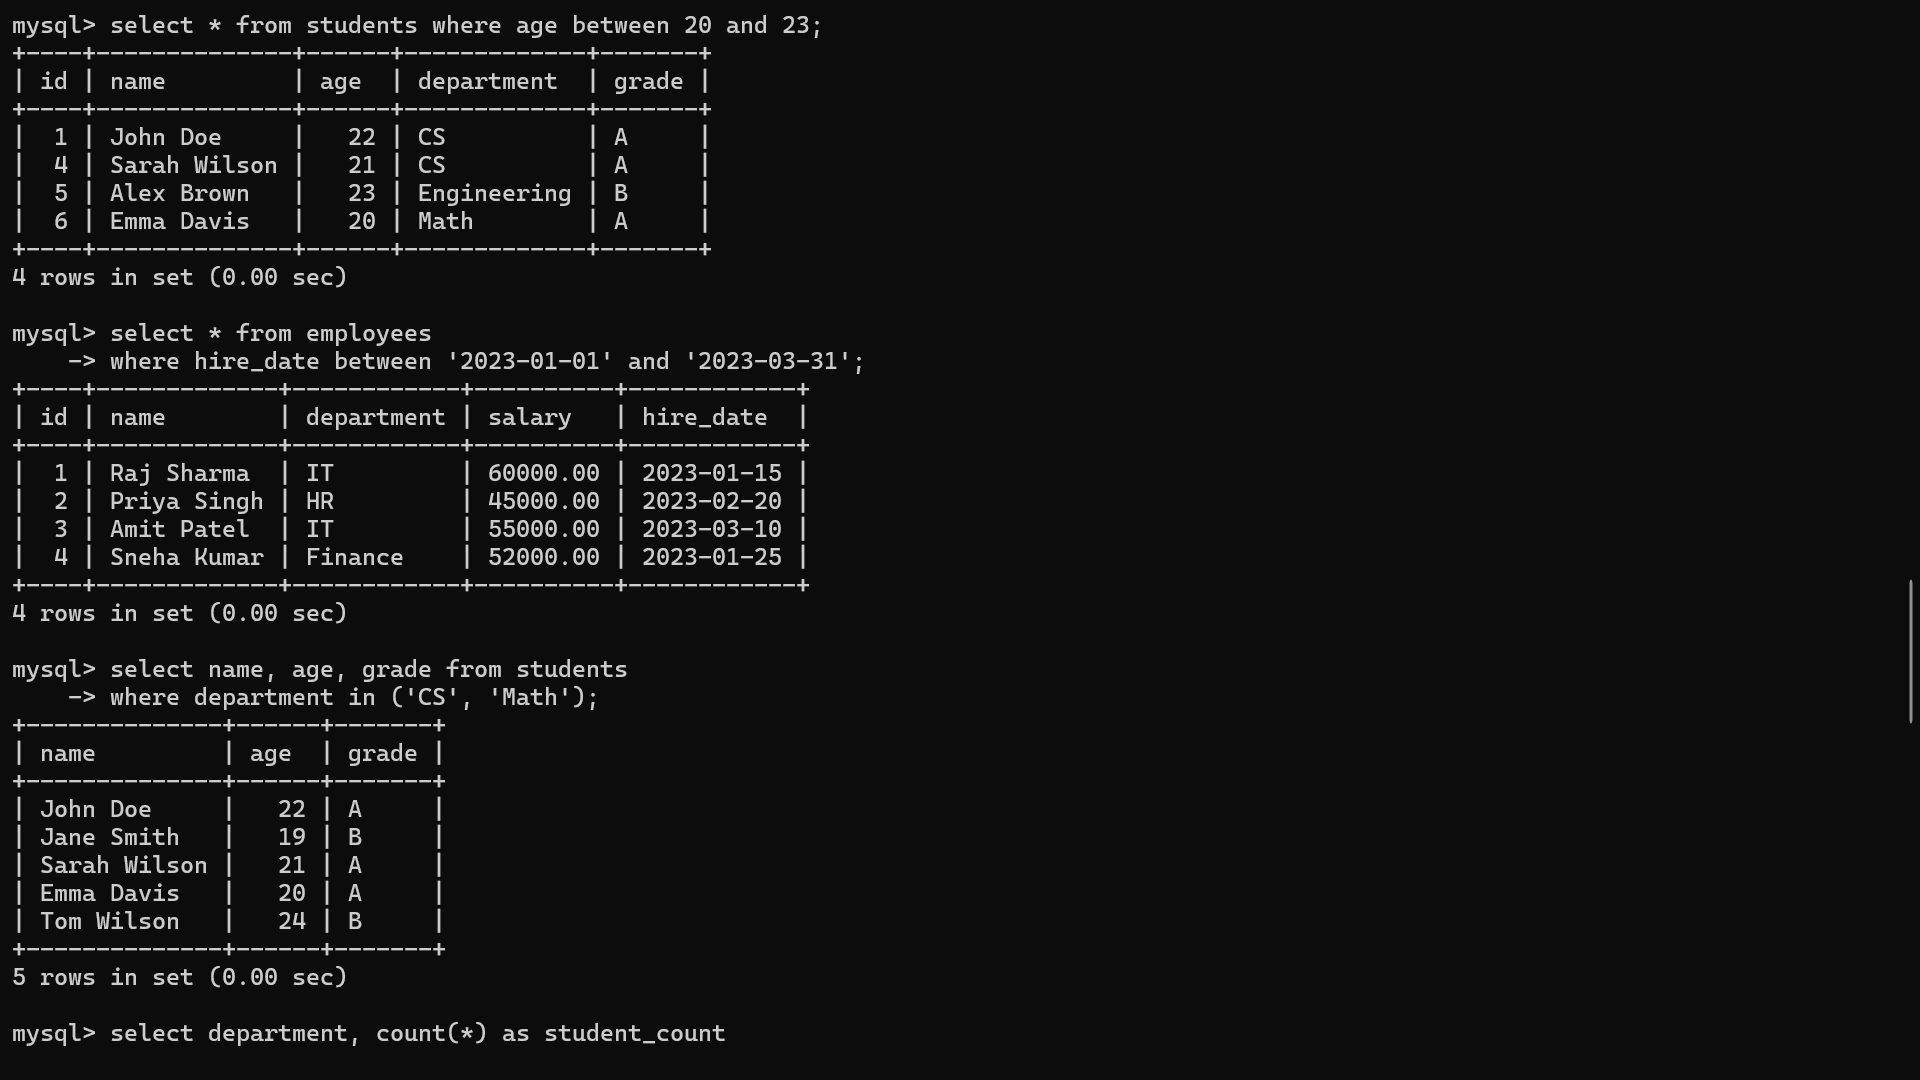 mysql> select * from students where age between 20 and 23;
+----+--------------+------+-------------+-------+
| id | name         | age  | department  | grade |
+----+--------------+------+-------------+-------+
|  1 | John Doe     |   22 | CS          | A     |
|  4 | Sarah Wilson |   21 | CS          | A     |
|  5 | Alex Brown   |   23 | Engineering | B     |
|  6 | Emma Davis   |   20 | Math        | A     |
+----+--------------+------+-------------+-------+
4 rows in set (0.00 sec)

mysql> select * from employees
    -> where hire_date between '2023-01-01' and '2023-03-31';
+----+-------------+------------+----------+------------+
| id | name        | department | salary   | hire_date  |
+----+-------------+------------+----------+------------+
|  1 | Raj Sharma  | IT         | 60000.00 | 2023-01-15 |
|  2 | Priya Singh | HR         | 45000.00 | 2023-02-20 |
|  3 | Amit Patel  | IT         | 55000.00 | 2023-03-10 |
|  4 | Sneha Kumar | Finance    | 52000.00 | 2023-01-25 |
+----+-------------+------------+----------+------------+
4 rows in set (0.00 sec)

mysql> select name, age, grade from students
    -> where department in ('CS', 'Math');
+--------------+------+-------+
| name         | age  | grade |
+--------------+------+-------+
| John Doe     |   22 | A     |
| Jane Smith   |   19 | B     |
| Sarah Wilson |   21 | A     |
| Emma Davis   |   20 | A     |
| Tom Wilson   |   24 | B     |
+--------------+------+-------+
5 rows in set (0.00 sec)

mysql> select department, count(*) as student_count